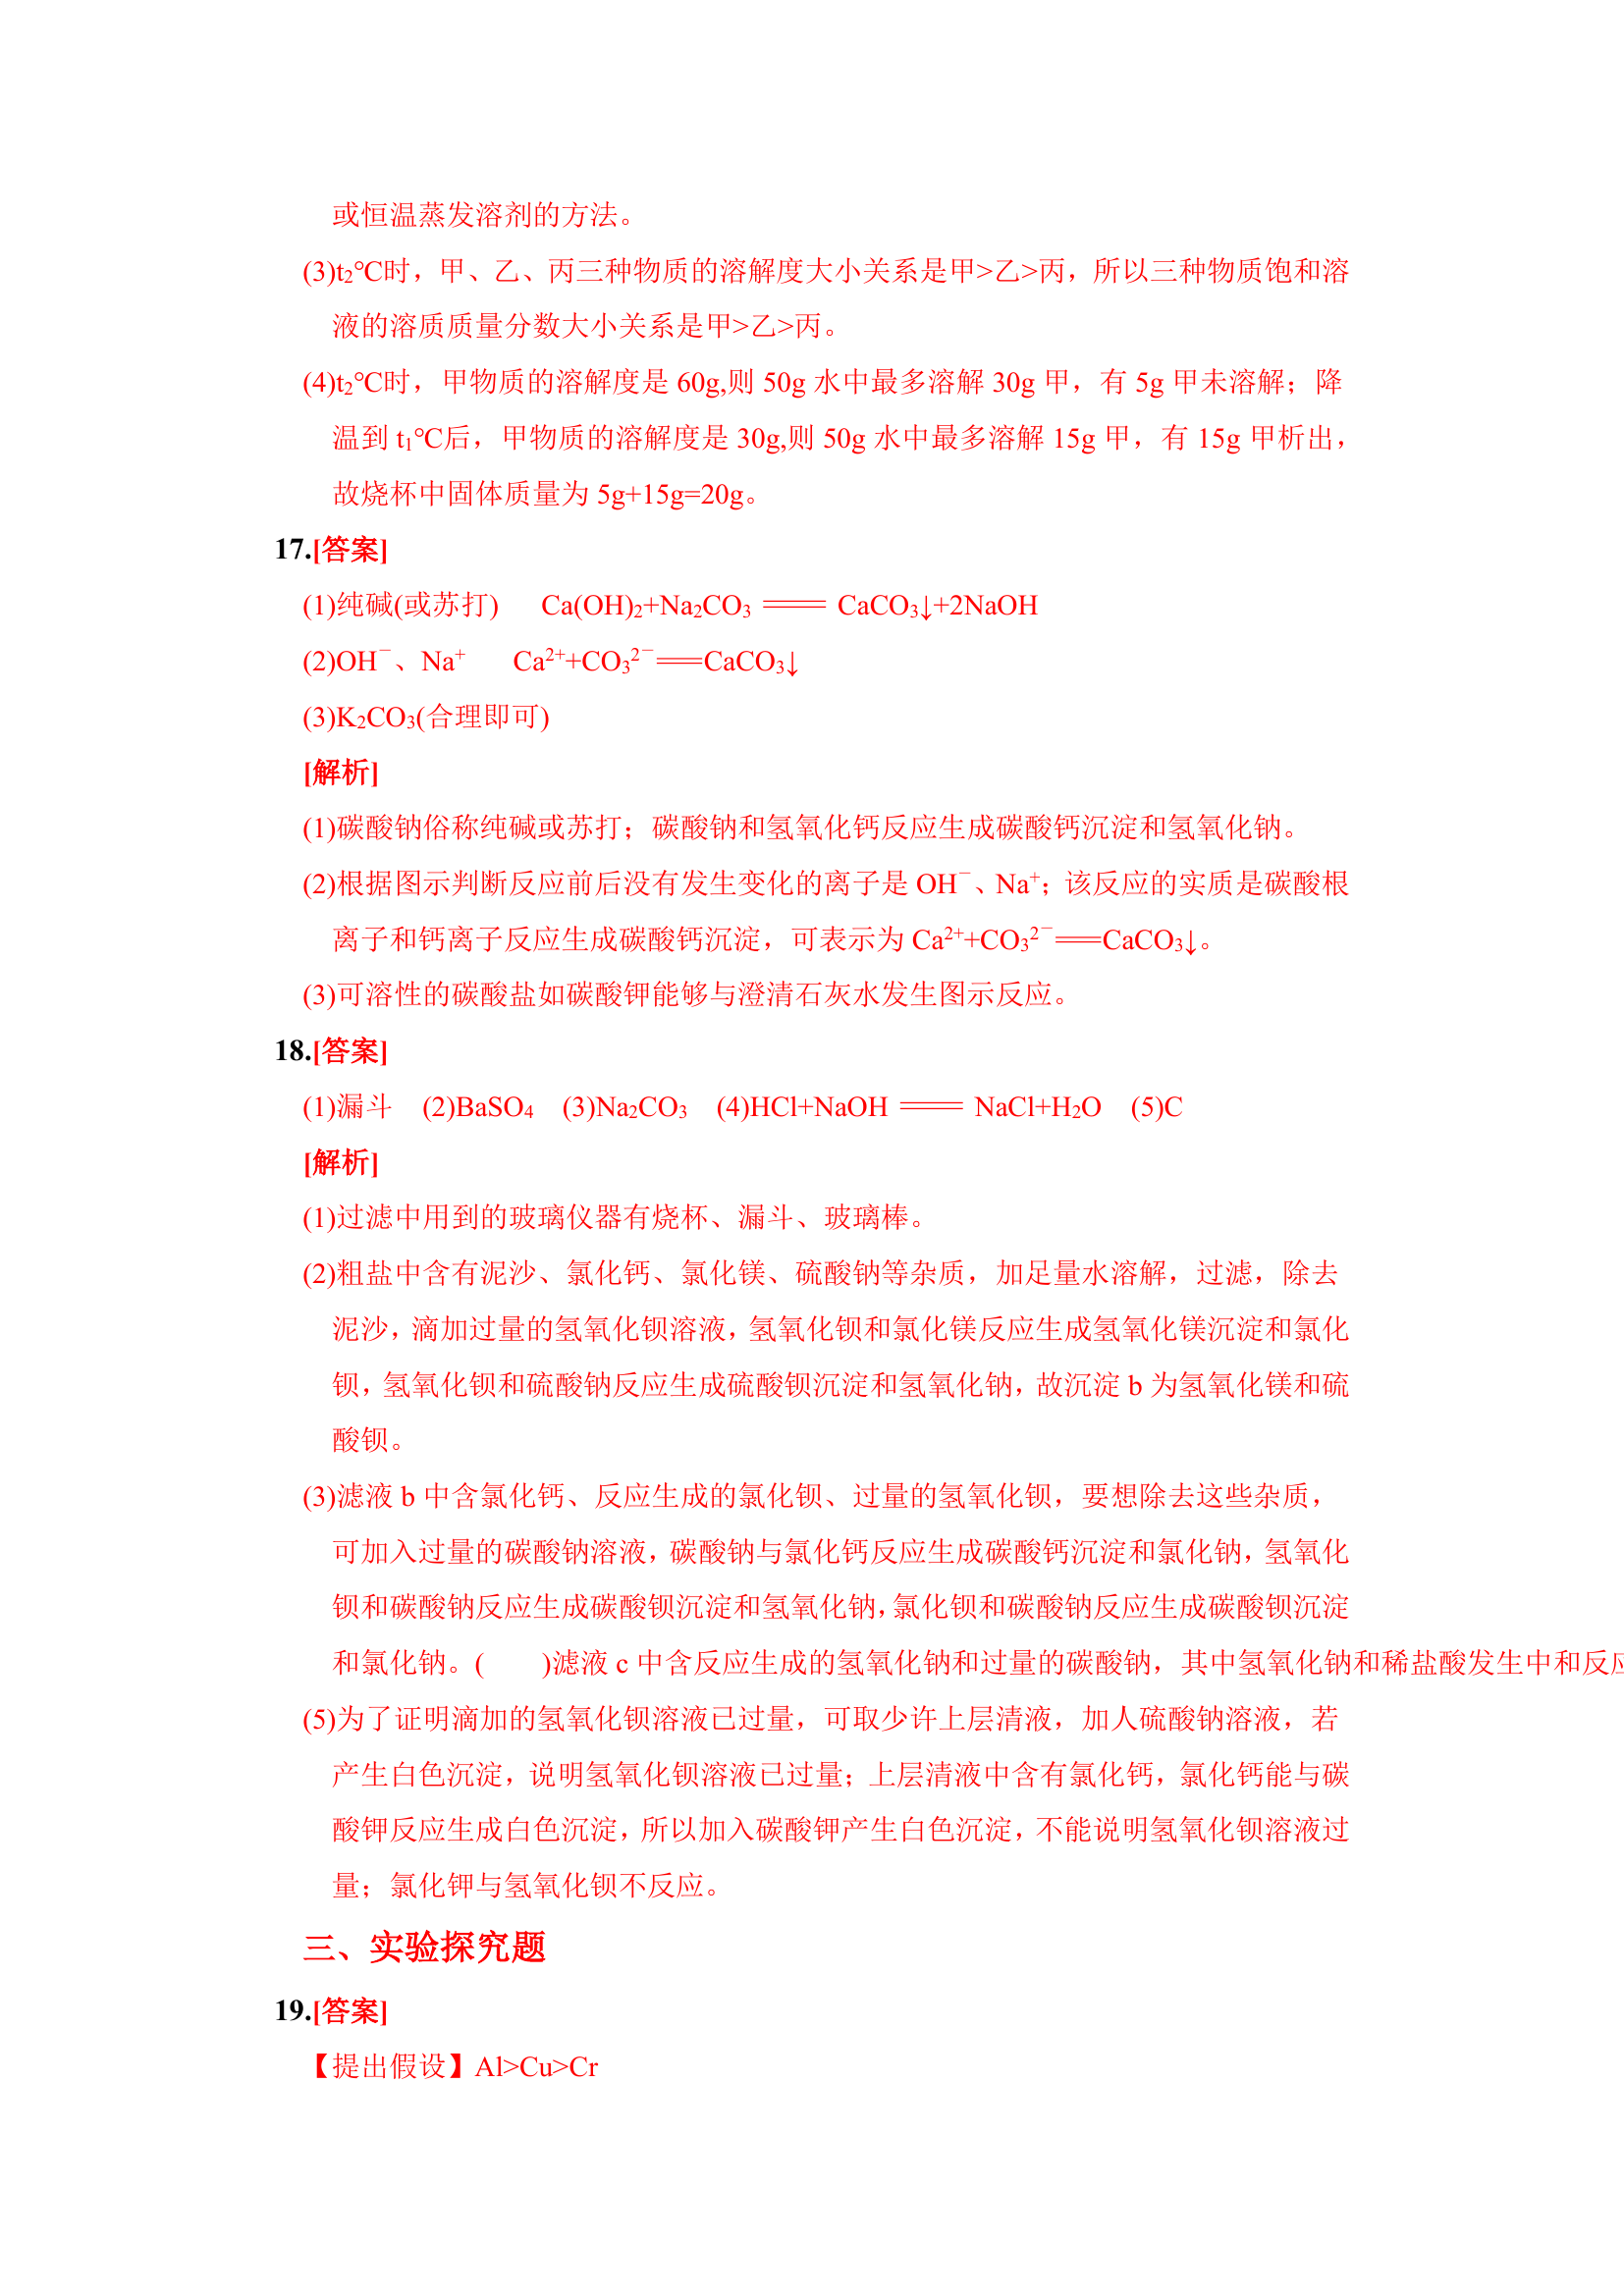 或恒温蒸发溶剂的方法。
(3)t₂℃时，甲、乙、丙三种物质的溶解度大小关系是甲>乙>丙，所以三种物质饱和溶
液的溶质质量分数大小关系是甲>乙>丙。
(4)t₂℃时，甲物质的溶解度是 60g,则 50g 水中最多溶解 30g 甲，有 5g 甲未溶解；降
温到 t₁℃后，甲物质的溶解度是 30g,则 50g 水中最多溶解 15g 甲，有 15g 甲析出，
故烧杯中固体质量为 5g+15g=20g。
17.[答案]
(1)纯碱(或苏打) Ca(OH)₂+Na₂CO₃ ══ CaCO₃↓+2NaOH
(2)OH⁻、Na⁺ Ca²⁺+CO₃²⁻══CaCO₃↓
(3)K₂CO₃(合理即可)
[解析]
(1)碳酸钠俗称纯碱或苏打；碳酸钠和氢氧化钙反应生成碳酸钙沉淀和氢氧化钠。
(2)根据图示判断反应前后没有发生变化的离子是 OH⁻、Na⁺；该反应的实质是碳酸根
离子和钙离子反应生成碳酸钙沉淀，可表示为 Ca²⁺+CO₃²⁻══CaCO₃↓。
(3)可溶性的碳酸盐如碳酸钾能够与澄清石灰水发生图示反应。
18.[答案]
(1)漏斗 (2)BaSO₄ (3)Na₂CO₃ (4)HCl+NaOH ══ NaCl+H₂O (5)C
[解析]
(1)过滤中用到的玻璃仪器有烧杯、漏斗、玻璃棒。
(2)粗盐中含有泥沙、氯化钙、氯化镁、硫酸钠等杂质，加足量水溶解，过滤，除去
泥沙，滴加过量的氢氧化钡溶液，氢氧化钡和氯化镁反应生成氢氧化镁沉淀和氯化
钡，氢氧化钡和硫酸钠反应生成硫酸钡沉淀和氢氧化钠，故沉淀 b 为氢氧化镁和硫
酸钡。
(3)滤液 b 中含氯化钙、反应生成的氯化钡、过量的氢氧化钡，要想除去这些杂质，
可加入过量的碳酸钠溶液，碳酸钠与氯化钙反应生成碳酸钙沉淀和氯化钠，氢氧化
钡和碳酸钠反应生成碳酸钡沉淀和氢氧化钠，氯化钡和碳酸钠反应生成碳酸钡沉淀
和氯化钠。(  )滤液 c 中含反应生成的氢氧化钠和过量的碳酸钠，其中氢氧化钠和稀盐酸发生中和反应
(5)为了证明滴加的氢氧化钡溶液已过量，可取少许上层清液，加人硫酸钠溶液，若
产生白色沉淀，说明氢氧化钡溶液已过量；上层清液中含有氯化钙，氯化钙能与碳
酸钾反应生成白色沉淀，所以加入碳酸钾产生白色沉淀，不能说明氢氧化钡溶液过
量；氯化钾与氢氧化钡不反应。
三、实验探究题
19.[答案]
【提出假设】Al>Cu>Cr